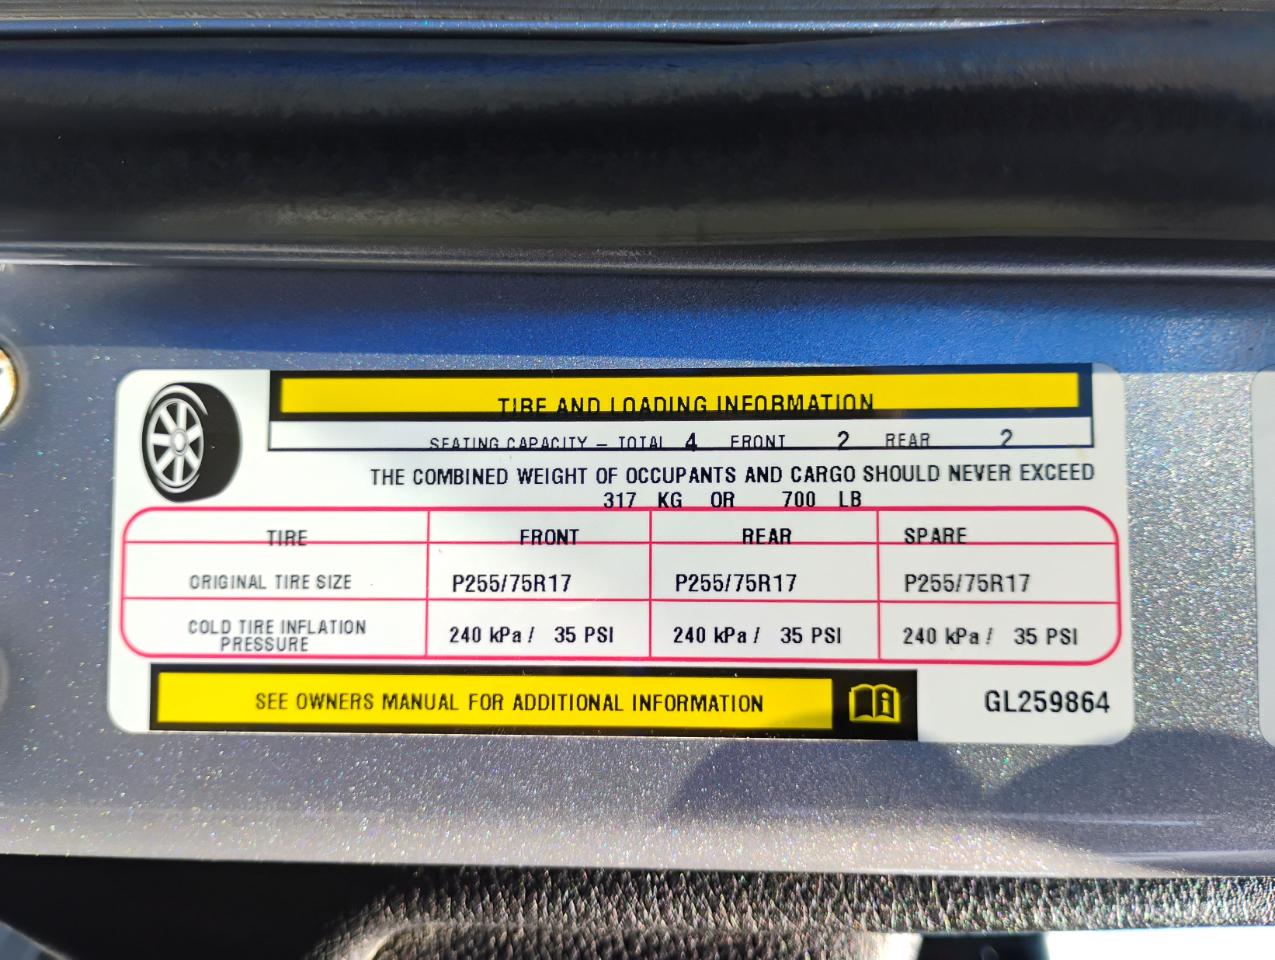 TIRE AND LOADING INFORMATION
SEATING CAPACITY – TOTAL 4 FRONT 2 REAR 2
THE COMBINED WEIGHT OF OCCUPANTS AND CARGO SHOULD NEVER EXCEED
317 KG OR 700 LB
TIRE FRONT REAR SPARE
ORIGINAL TIRE SIZE P255/75R17 P255/75R17 P255/75R17
COLD TIRE INFLATION PRESSURE 240 kPa / 35 PSI 240 kPa / 35 PSI 240 kPa / 35 PSI
SEE OWNERS MANUAL FOR ADDITIONAL INFORMATION
GL259864